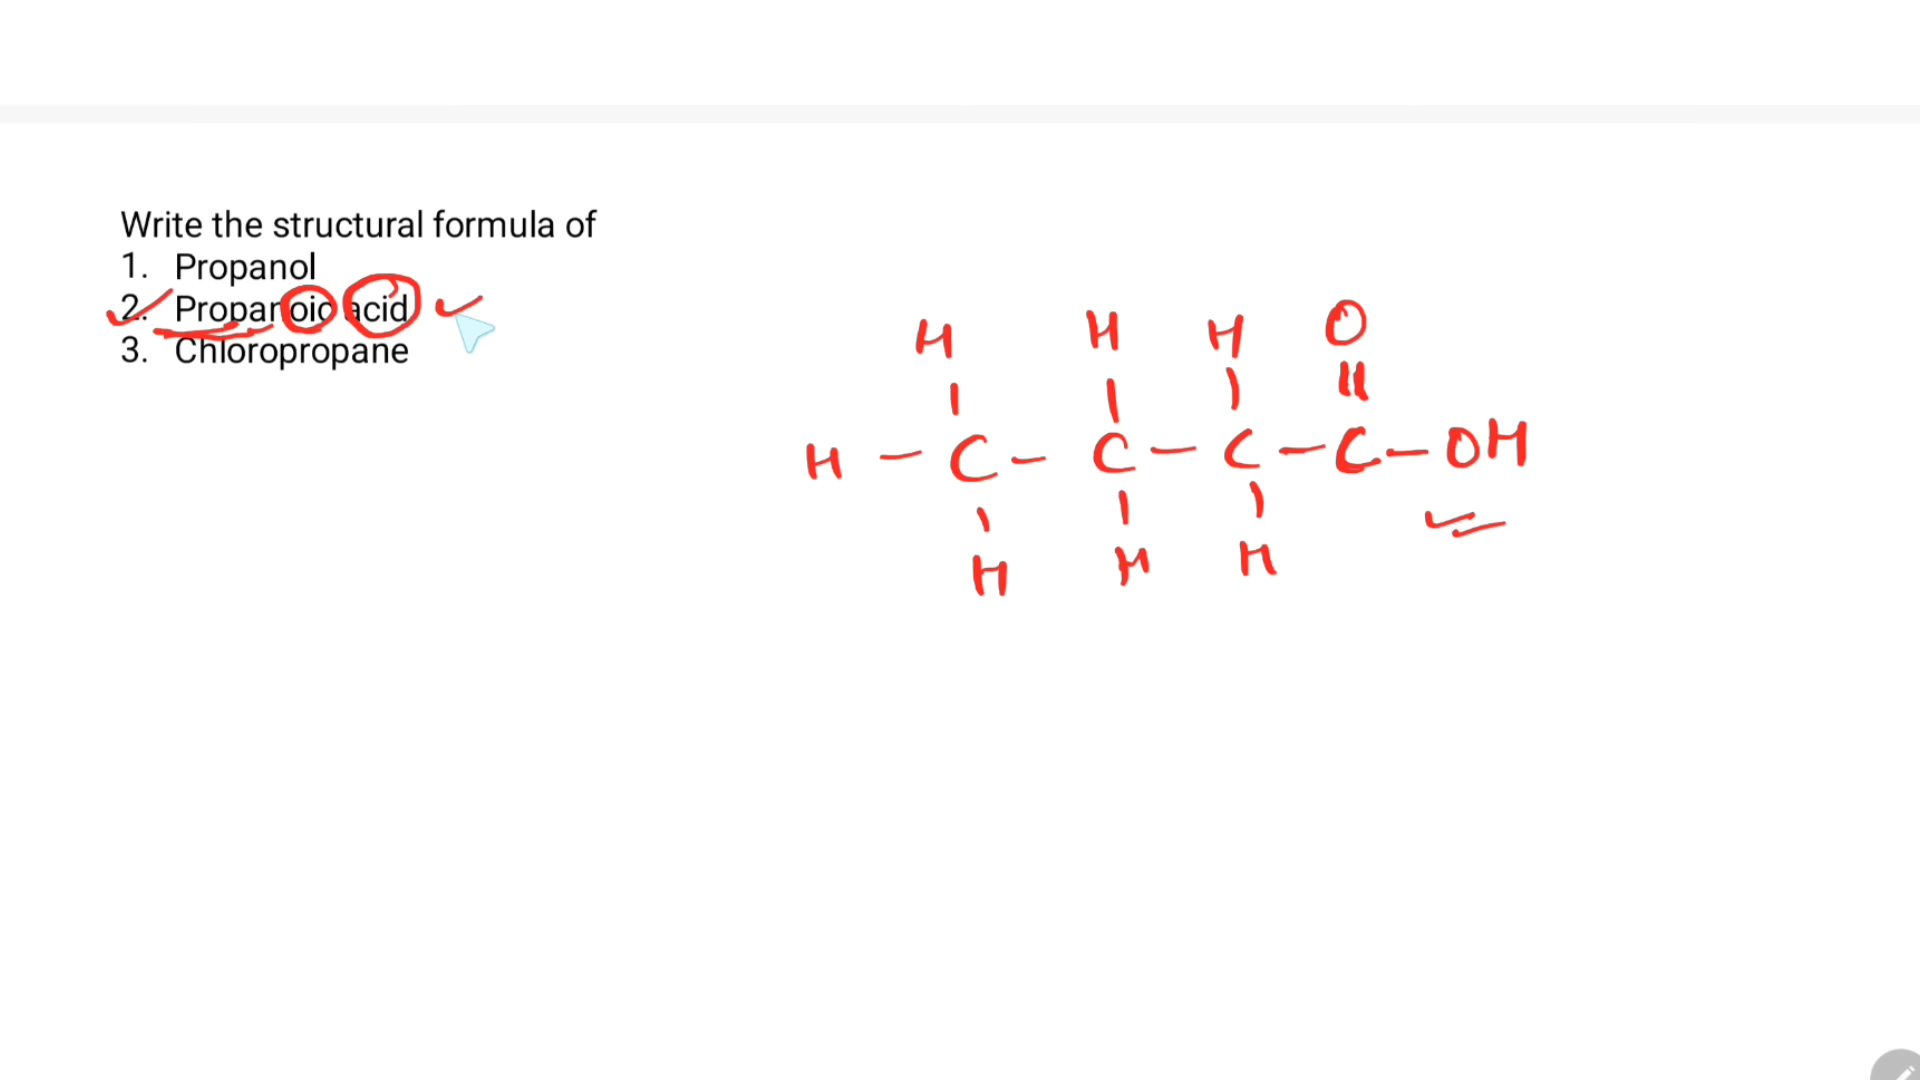 Write the structural formula of
1. Propanol
2. Propanoic acid
3. Chloropropane
H H H O
H - C - C - C - C - OH
H H H